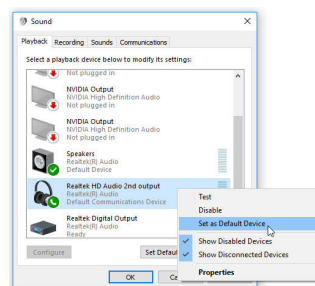 Sound
Playback Recording Sounds Communications
Select a playback device below to modify its settings:
Not plugged in
NVIDIA Output
NVIDIA High Definition Audio
Not plugged in
NVIDIA Output
NVIDIA High Definition Audio
Not plugged in
Speakers
Realtek(R) Audio
Default Device
Realtek HD Audio 2nd output
Realtek(R) Audio
Default Communications Device
Realtek Digital Output
Realtek(R) Audio
Ready
Test
Disable
Set as Default Device
Show Disabled Devices
Show Disconnected Devices
Properties
Configure Set Defau
OK Ca